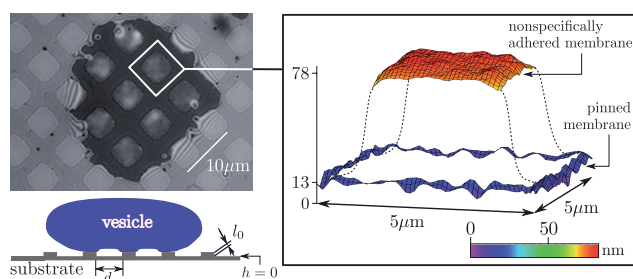 10μm
vesicle
l₀
substrate
d
h = 0
nonspecifically
adhered membrane
pinned
membrane
78
13
0
5μm
5μm
0
50
nm